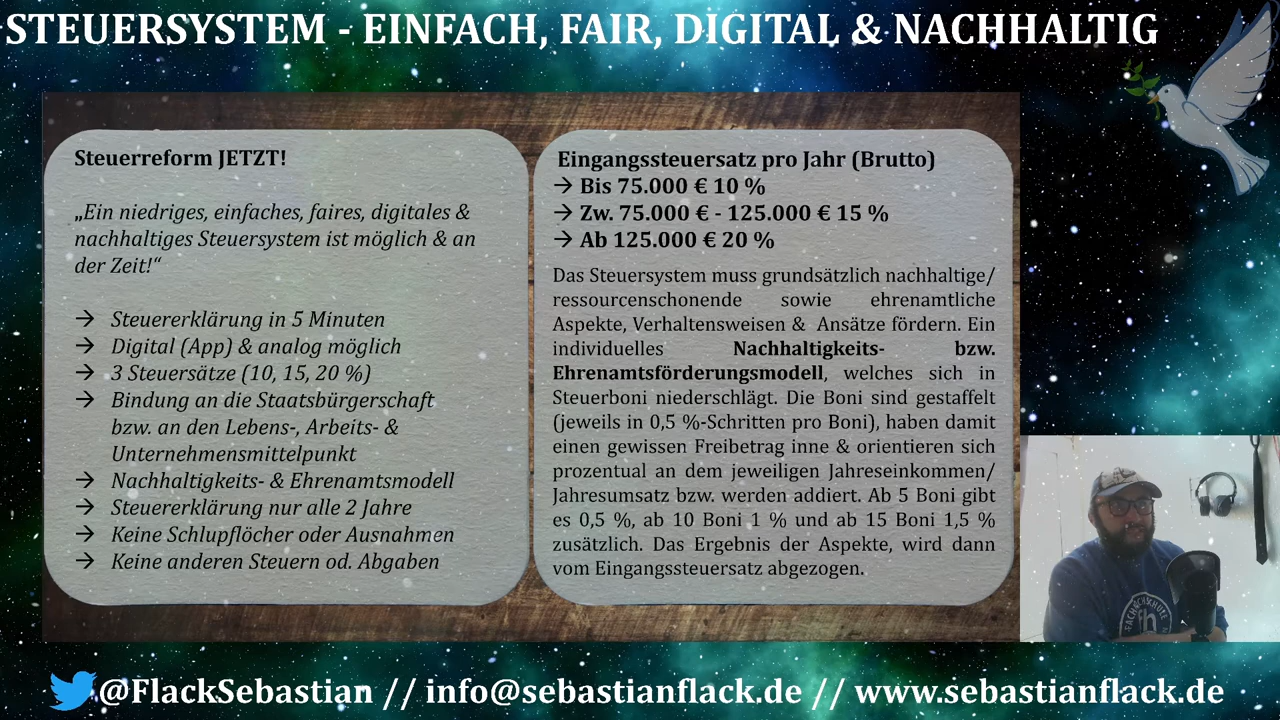 STEUERSYSTEM - EINFACH, FAIR, DIGITAL & NACHHALTIG
Steuerreform JETZT!
„Ein niedriges, einfaches, faires, digitales &
nachhaltiges Steuersystem ist möglich & an
der Zeit!“
→ Steuererklärung in 5 Minuten
→ Digital (App) & analog möglich
→ 3 Steuersätze (10, 15, 20 %)
→ Bindung an die Staatsbürgerschaft
bzw. an den Lebens-, Arbeits- &
Unternehmensmittelpunkt
→ Nachhaltigkeits- & Ehrenamtsmodell
→ Steuererklärung nur alle 2 Jahre
→ Keine Schlupflöcher oder Ausnahmen
→ Keine anderen Steuern od. Abgaben
Eingangssteuersatz pro Jahr (Brutto)
→ Bis 75.000 € 10 %
→ Zw. 75.000 € - 125.000 € 15 %
→ Ab 125.000 € 20 %
Das Steuersystem muss grundsätzlich nachhaltige/
ressourcenschonende sowie ehrenamtliche
Aspekte, Verhaltensweisen & Ansätze fördern. Ein
individuelles Nachhaltigkeits- bzw.
Ehrenamtsförderungsmodell, welches sich in
Steuerboni niederschlägt. Die Boni sind gestaffelt
(jeweils in 0,5 %-Schritten pro Boni), haben damit
einen gewissen Freibetrag inne & orientieren sich
prozentual an dem jeweiligen Jahreseinkommen/
Jahresumsatz bzw. werden addiert. Ab 5 Boni gibt
es 0,5 %, ab 10 Boni 1 % und ab 15 Boni 1,5 %
zusätzlich. Das Ergebnis der Aspekte, wird dann
vom Eingangssteuersatz abgezogen.
FACHHOCHSCHULE
fh
@FlackSebastian // info@sebastianflack.de // www.sebastianflack.de